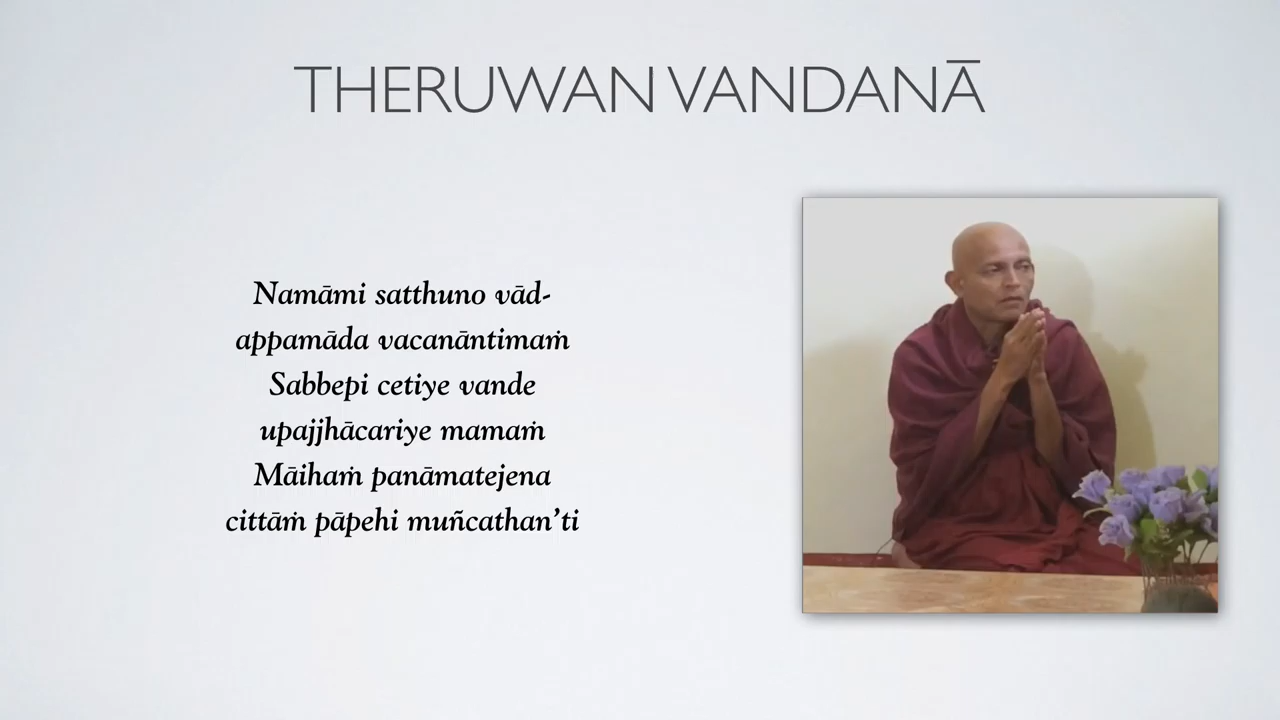 THERUWAN VANDANĀ
Namāmi satthuno vād-
appamāda vacanāntimaṁ
Sabbepi cetiye vande
upajjhācariye mamaṁ
Māihaṁ panāmatejena
cittāṁ pāpehi muñcathan’ti